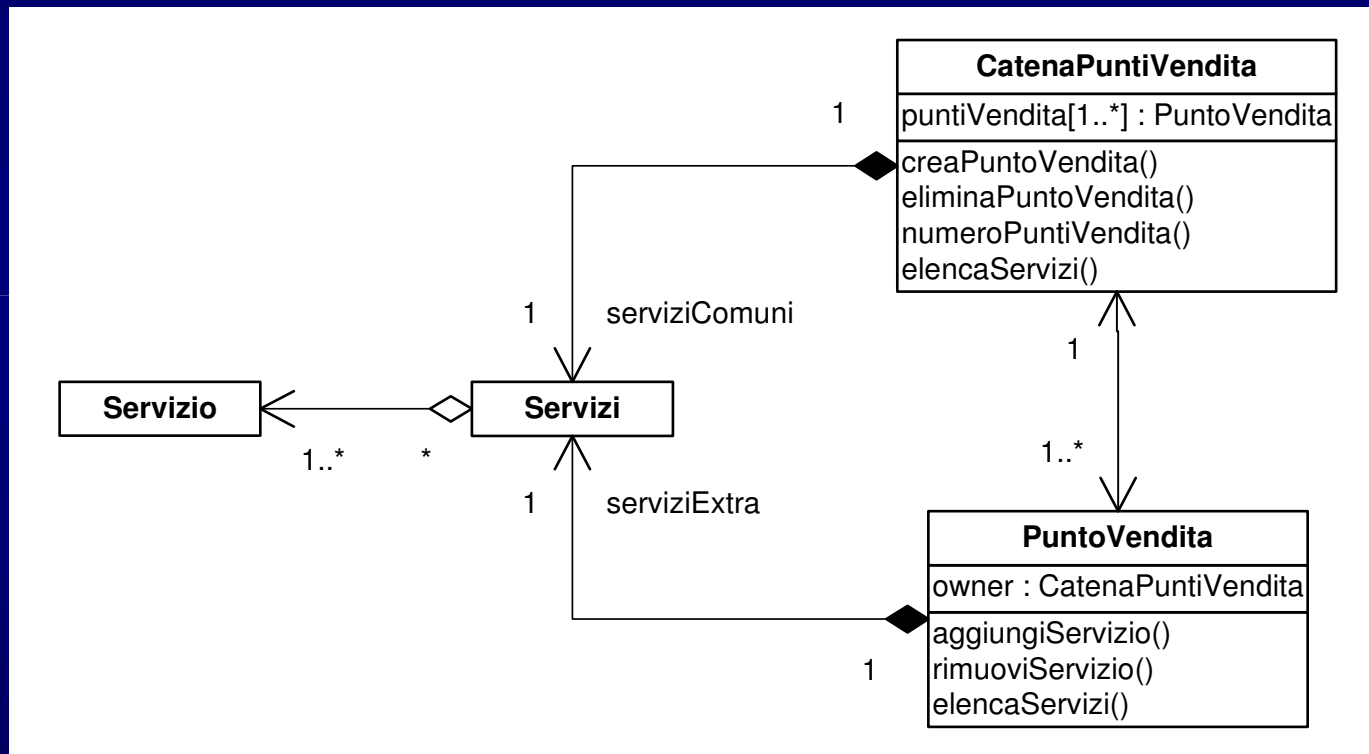 CatenaPuntiVendita
1
puntiVendita[1..*] : PuntoVendita
creaPuntoVendita()
eliminaPuntoVendita()
numeroPuntiVendita()
elencaServizi()
1
serviziComuni
1
Servizio
Servizi
1..*
*
1..*
1
serviziExtra
PuntoVendita
owner : CatenaPuntiVendita
aggiungiServizio()
1
rimuoviServizio()
elencaServizi()